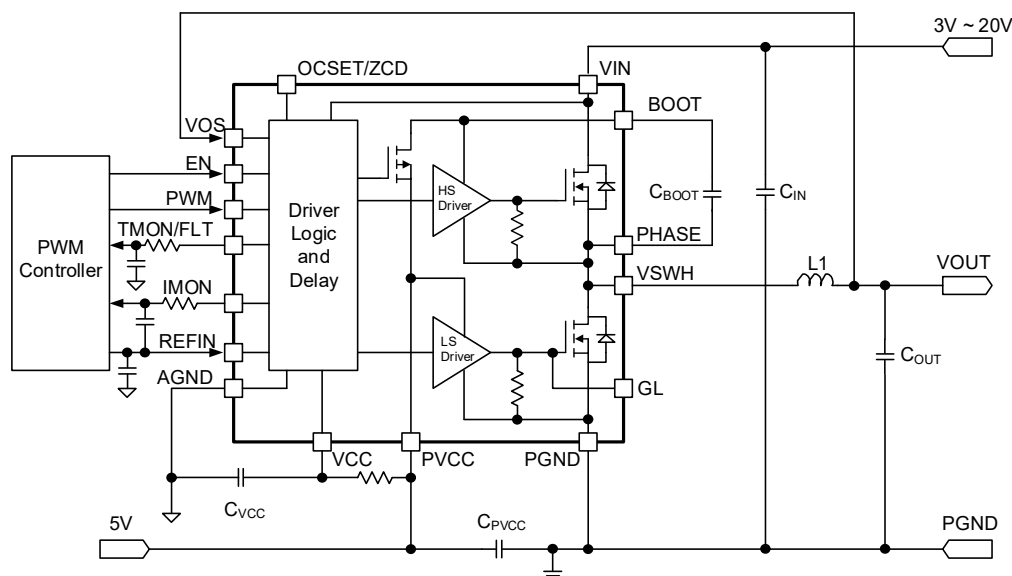 3V ~ 20V
OCSET/ZCD
VIN
BOOT
VOS
EN
PWM
TMON/FLT
IMON
REFIN
AGND
PWM
Controller
Driver
Logic
and
Delay
HS
Driver
LS
Driver
CBOOT
CIN
PHASE
VSWH
L1
VOUT
COUT
GL
VCC
PVCC
PGND
CVCC
5V
CPVCC
PGND